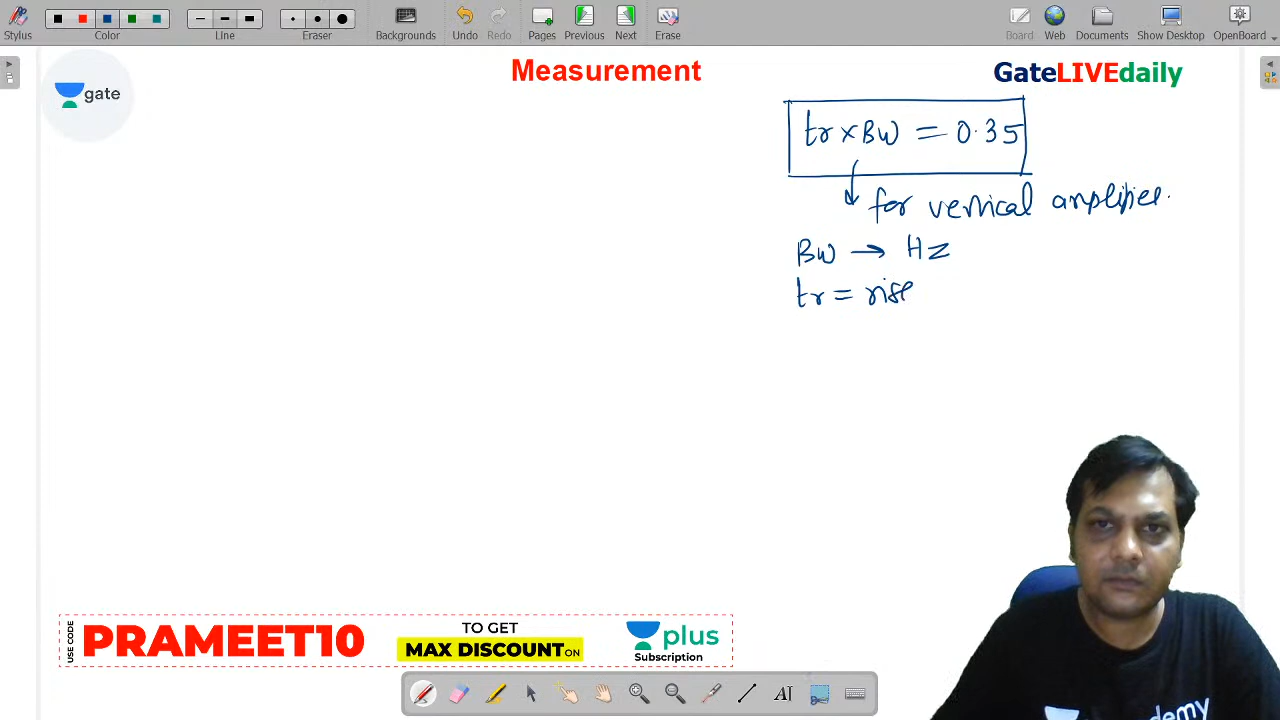 Stylus
Color
Line
Eraser
Backgrounds
Undo
Redo
Pages
Previous
Next
Erase
Board
Web
Documents
Show Desktop
OpenBoard
gate
Measurement
GateLIVEdaily
tr × BW = 0.35
for vertical amplifier.
BW → Hz
tr = rise
USE CODE
PRAMEET10
TO GET
MAX DISCOUNT ON
plus
Subscription
AI